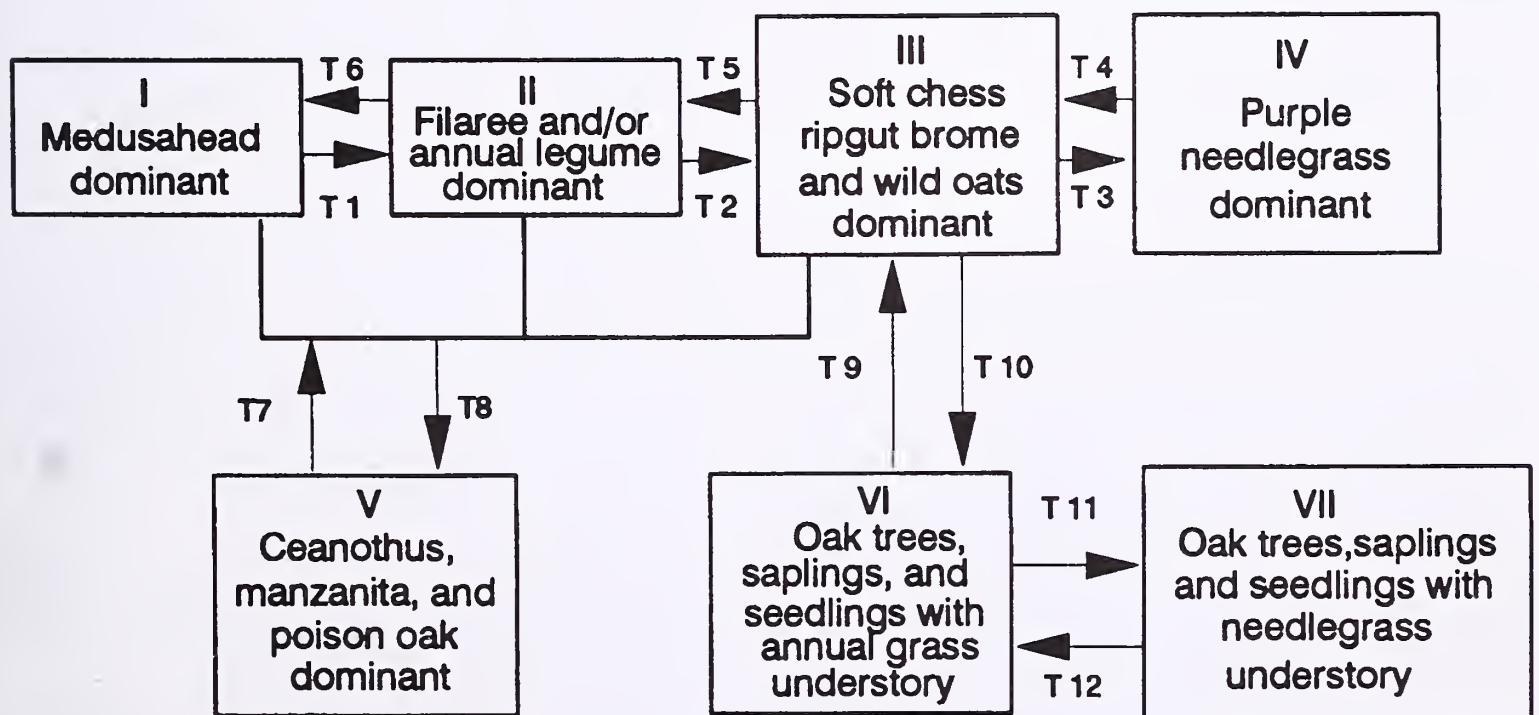 I
Medusahead
dominant
T 6
T 1
II
Filaree and/or
annual legume
dominant
T 5
T 2
III
Soft chess
ripgut brome
and wild oats
dominant
T 4
T 3
IV
Purple
needlegrass
dominant
T7
T8
T 9
T 10
V
Ceanothus,
manzanita, and
poison oak
dominant
VI
Oak trees,
saplings, and
seedlings with
annual grass
understory
T 11
T 12
VII
Oak trees,saplings
and seedlings with
needlegrass
understory